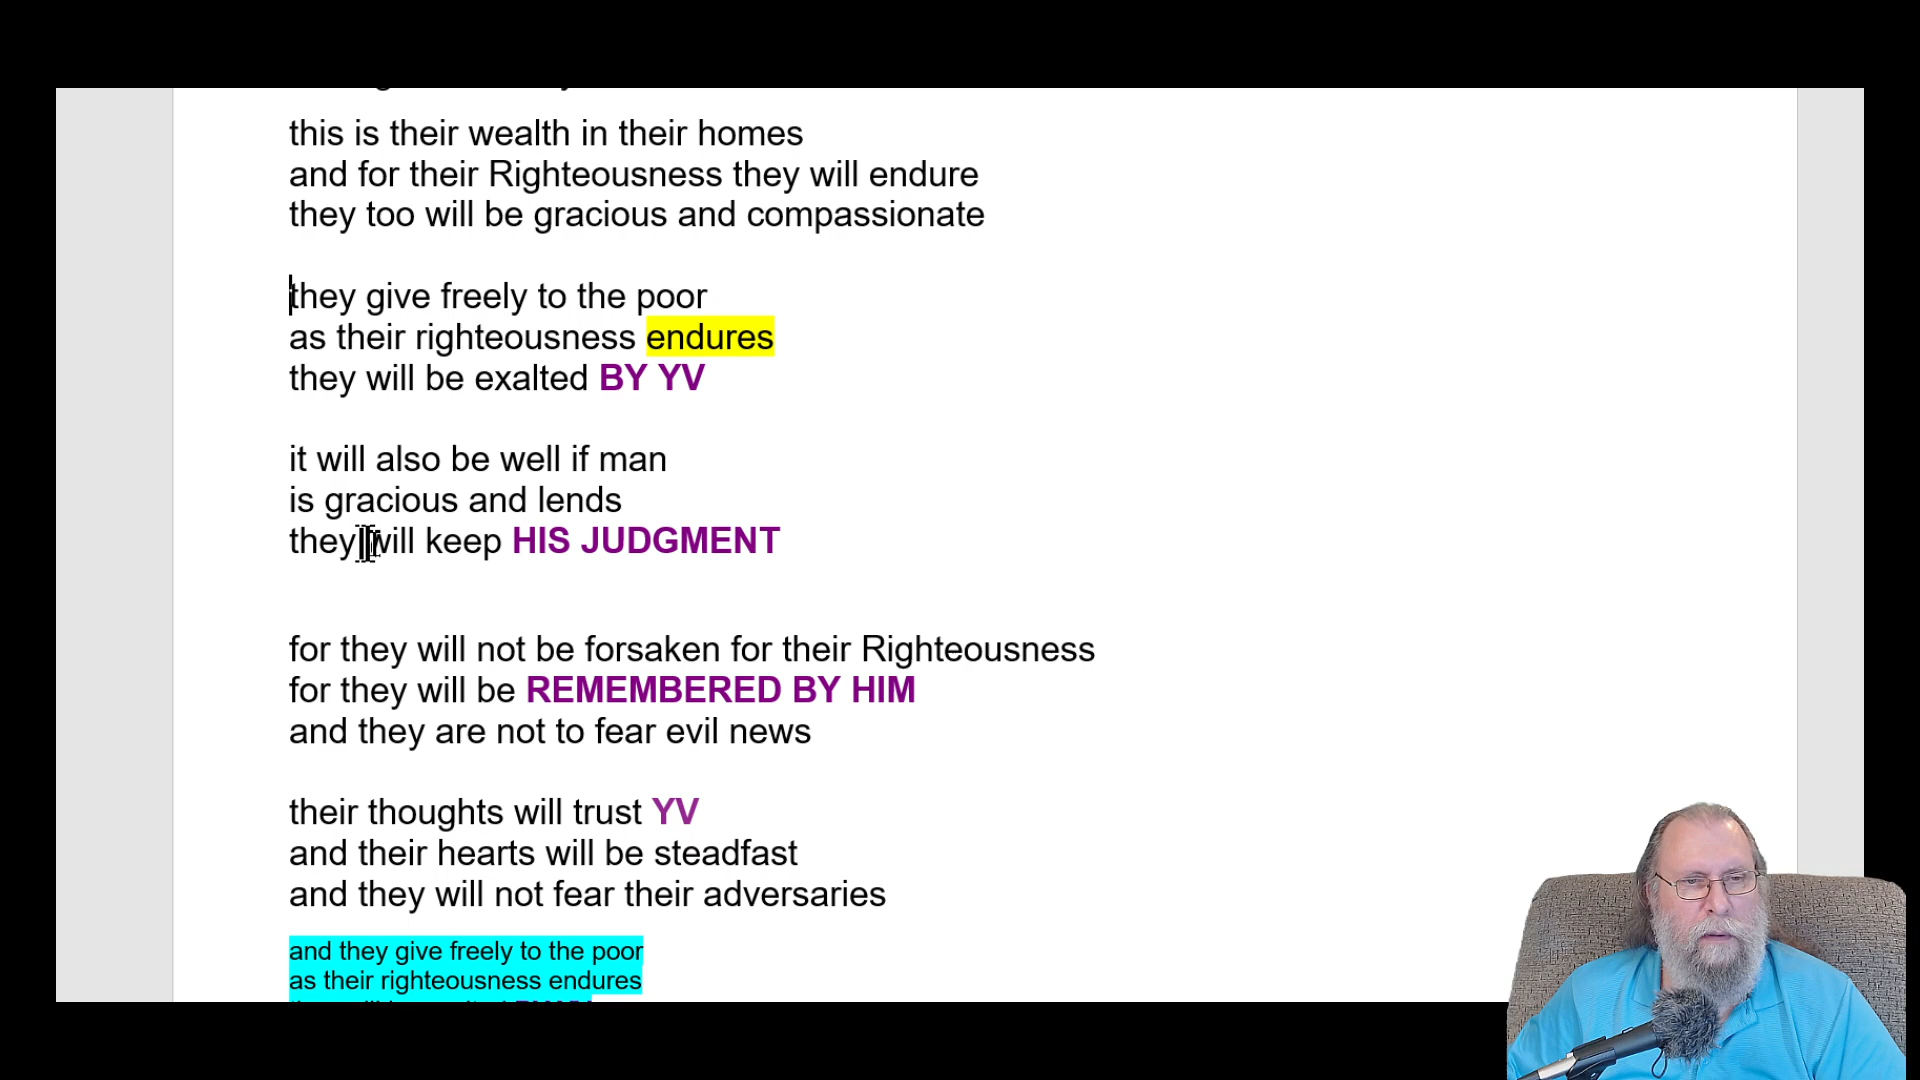 this is their wealth in their homes
and for their Righteousness they will endure
they too will be gracious and compassionate
they give freely to the poor
as their righteousness endures
they will be exalted BY YV
it will also be well if man
is gracious and lends
they will keep HIS JUDGMENT
for they will not be forsaken for their Righteousness
for they will be REMEMBERED BY HIM
and they are not to fear evil news
their thoughts will trust YV
and their hearts will be steadfast
and they will not fear their adversaries
and they give freely to the poor
as their righteousness endures